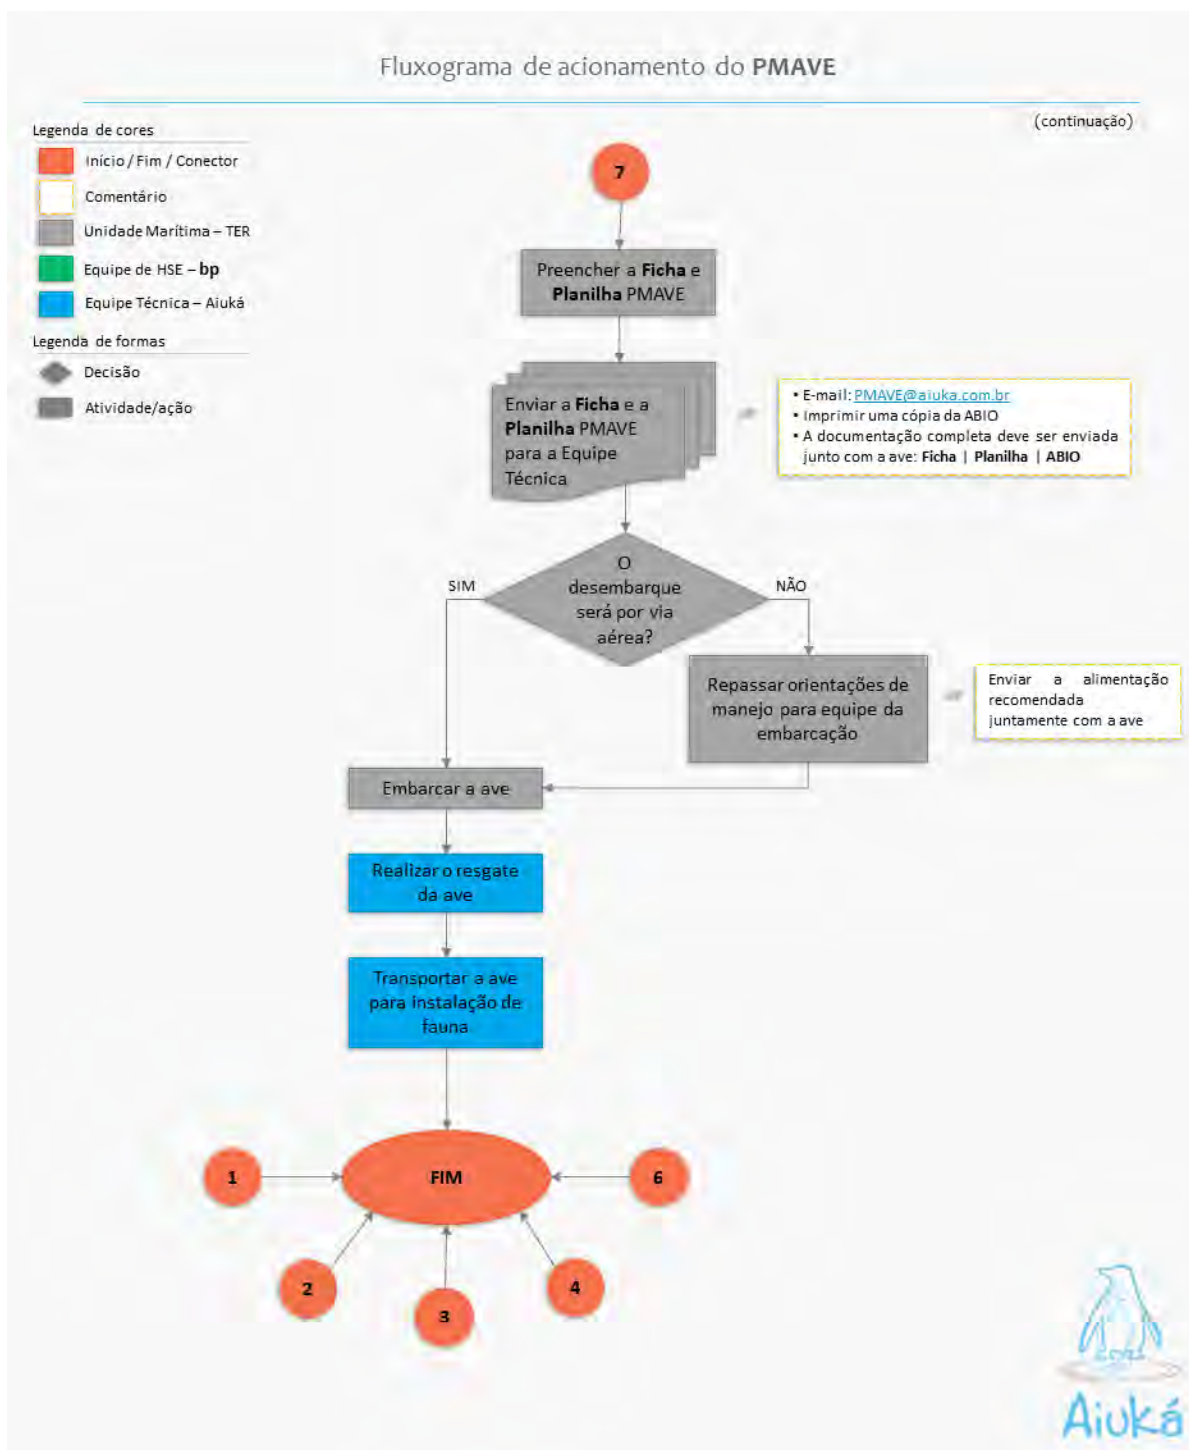 Fluxograma de acionamento do PMAVE
(continuação)
Legenda de cores
Início / Fim / Conector
Comentário
Unidade Marítima – TER
Equipe de HSE – bp
Equipe Técnica – Aiuká
Legenda de formas
Decisão
Atividade/ação
7
Preencher a Ficha e
Planilha PMAVE
Enviar a Ficha e a
Planilha PMAVE
para a Equipe
Técnica
▪ E-mail: PMAVE@aiuka.com.br
▪ Imprimir uma cópia da ABIO
▪ A documentação completa deve ser enviada
junto com a ave: Ficha | Planilha | ABIO
O
desembarque
será por via
aérea?
SIM
NÃO
Repassar orientações de
manejo para equipe da
embarcação
Enviar a alimentação
recomendada
juntamente com a ave
Embarcar a ave
Realizar o resgate
da ave
Transportar a ave
para instalação de
fauna
FIM
1
6
2
3
4
Aiuká